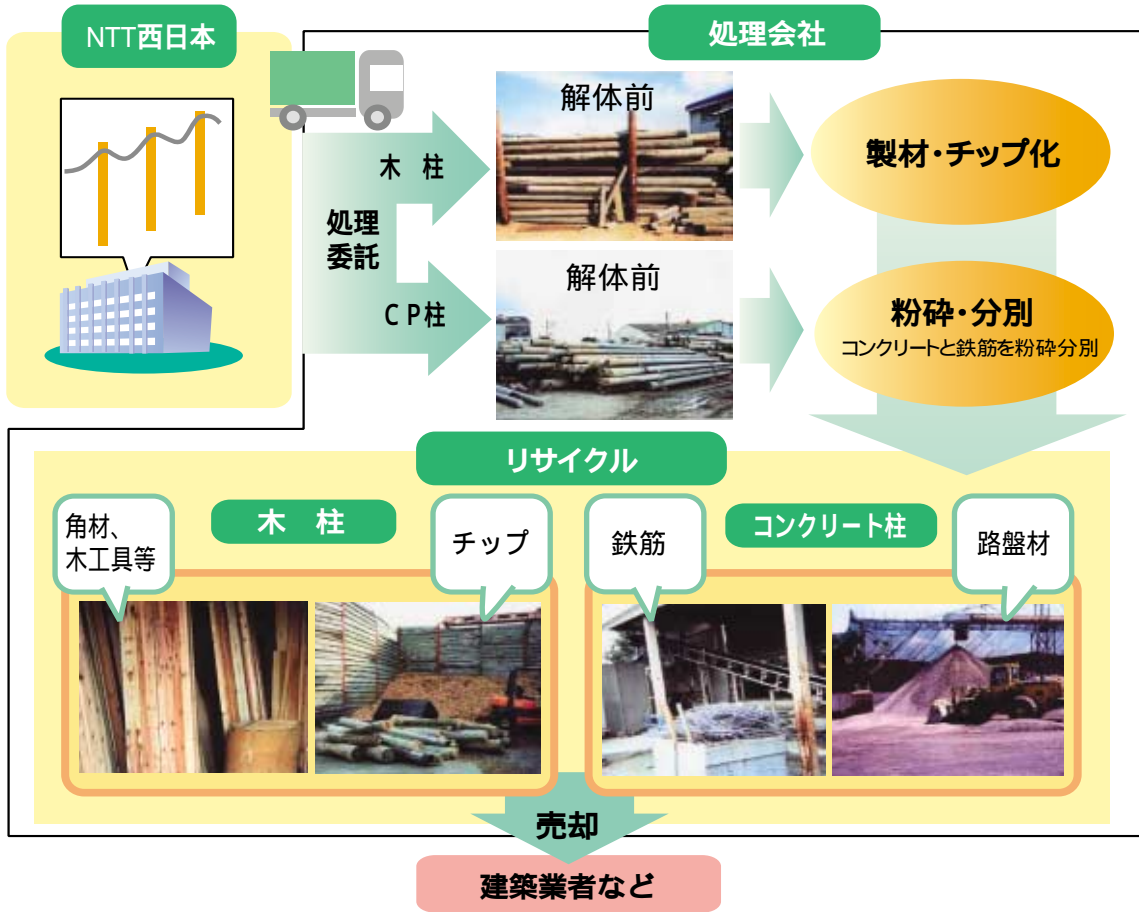 NTT西日本
処理会社
解体前
木 柱
製材・チップ化
処理
委託
解体前
CP柱
粉砕・分別
コンクリートと鉄筋を粉砕分別
リサイクル
角材、
木工具等
木 柱
チップ
鉄筋
コンクリート柱
路盤材
売却
建築業者など